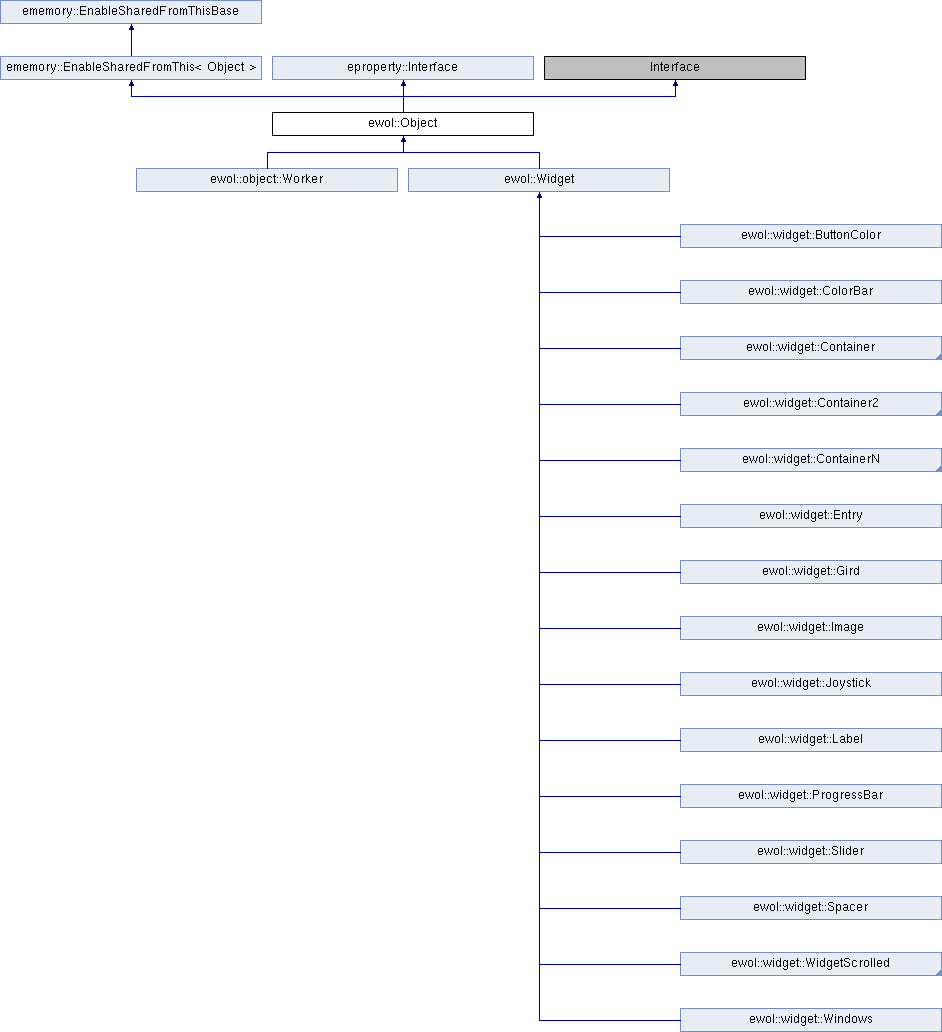 ememory::EnableSharedFromThisBase
ememory::EnableSharedFromThis< Object >
eproperty::Interface
Interface
ewol::Object
ewol::object::Worker
ewol::Widget
ewol::widget::ButtonColor
ewol::widget::ColorBar
ewol::widget::Container
ewol::widget::Container2
ewol::widget::ContainerN
ewol::widget::Entry
ewol::widget::Gird
ewol::widget::Image
ewol::widget::Joystick
ewol::widget::Label
ewol::widget::ProgressBar
ewol::widget::Slider
ewol::widget::Spacer
ewol::widget::WidgetScrolled
ewol::widget::Windows